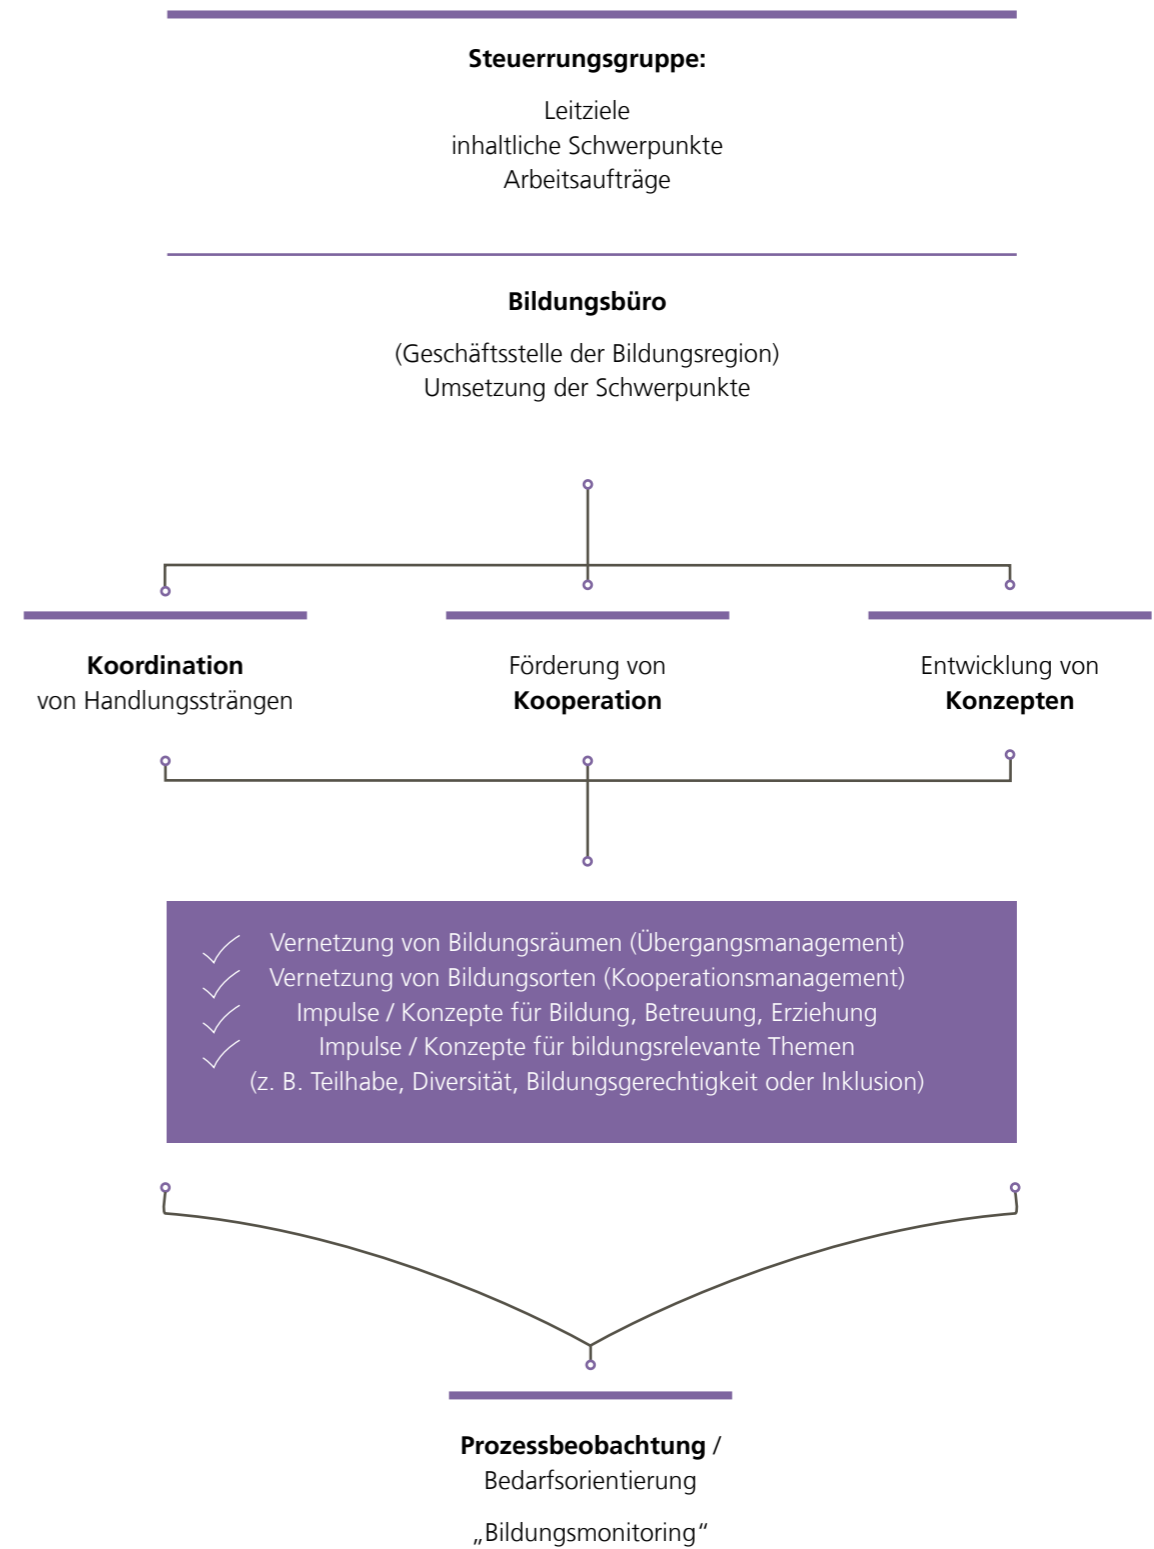 Steuerrungsgruppe:
Leitziele
inhaltliche Schwerpunkte
Arbeitsaufträge
Bildungsbüro
(Geschäftsstelle der Bildungsregion)
Umsetzung der Schwerpunkte
Koordination
von Handlungssträngen
Förderung von
Kooperation
Entwicklung von
Konzepten
Vernetzung von Bildungsräumen (Übergangsmanagement)
Vernetzung von Bildungsorten (Kooperationsmanagement)
Impulse / Konzepte für Bildung, Betreuung, Erziehung
Impulse / Konzepte für bildungsrelevante Themen
(z. B. Teilhabe, Diversität, Bildungsgerechtigkeit oder Inklusion)
Prozessbeobachtung /
Bedarfsorientierung
„Bildungsmonitoring“